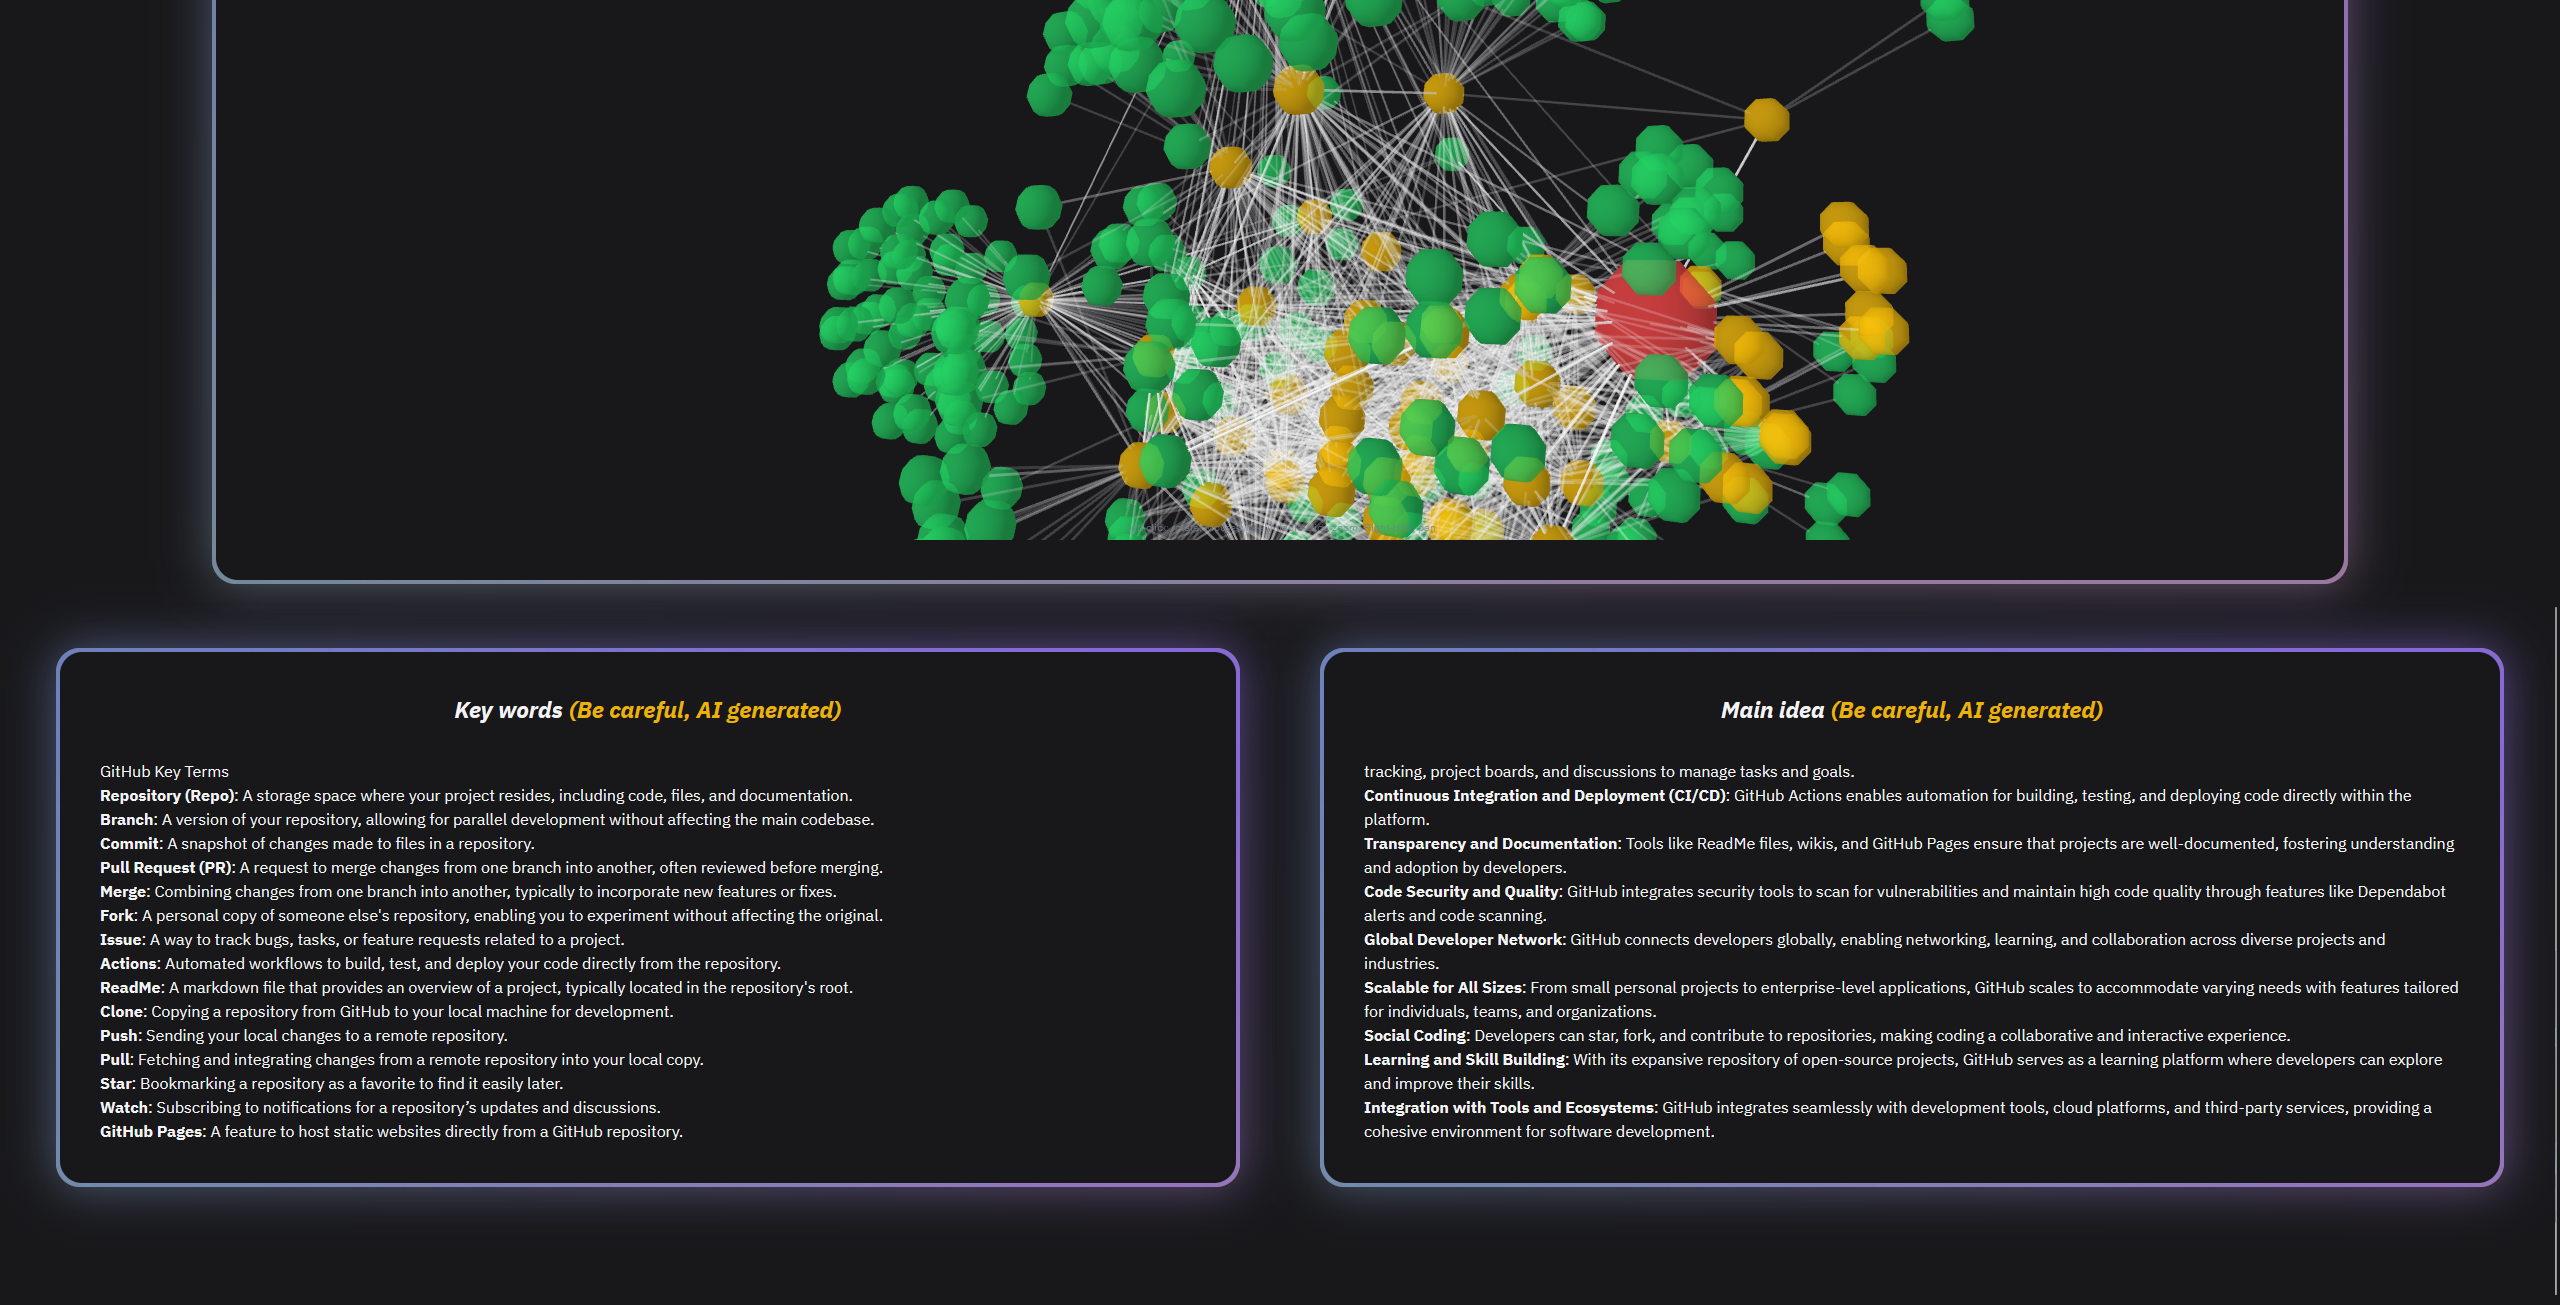 Key words (Be careful, AI generated)
GitHub Key Terms
Repository (Repo): A storage space where your project resides, including code, files, and documentation.
Branch: A version of your repository, allowing for parallel development without affecting the main codebase.
Commit: A snapshot of changes made to files in a repository.
Pull Request (PR): A request to merge changes from one branch into another, often reviewed before merging.
Merge: Combining changes from one branch into another, typically to incorporate new features or fixes.
Fork: A personal copy of someone else's repository, enabling you to experiment without affecting the original.
Issue: A way to track bugs, tasks, or feature requests related to a project.
Actions: Automated workflows to build, test, and deploy your code directly from the repository.
ReadMe: A markdown file that provides an overview of a project, typically located in the repository's root.
Clone: Copying a repository from GitHub to your local machine for development.
Push: Sending your local changes to a remote repository.
Pull: Fetching and integrating changes from a remote repository into your local copy.
Star: Bookmarking a repository as a favorite to find it easily later.
Watch: Subscribing to notifications for a repository’s updates and discussions.
GitHub Pages: A feature to host static websites directly from a GitHub repository.
Main idea (Be careful, AI generated)
tracking, project boards, and discussions to manage tasks and goals.
Continuous Integration and Deployment (CI/CD): GitHub Actions enables automation for building, testing, and deploying code directly within the
platform.
Transparency and Documentation: Tools like ReadMe files, wikis, and GitHub Pages ensure that projects are well-documented, fostering understanding
and adoption by developers.
Code Security and Quality: GitHub integrates security tools to scan for vulnerabilities and maintain high code quality through features like Dependabot
alerts and code scanning.
Global Developer Network: GitHub connects developers globally, enabling networking, learning, and collaboration across diverse projects and
industries.
Scalable for All Sizes: From small personal projects to enterprise-level applications, GitHub scales to accommodate varying needs with features tailored
for individuals, teams, and organizations.
Social Coding: Developers can star, fork, and contribute to repositories, making coding a collaborative and interactive experience.
Learning and Skill Building: With its expansive repository of open-source projects, GitHub serves as a learning platform where developers can explore
and improve their skills.
Integration with Tools and Ecosystems: GitHub integrates seamlessly with development tools, cloud platforms, and third-party services, providing a
cohesive environment for software development.